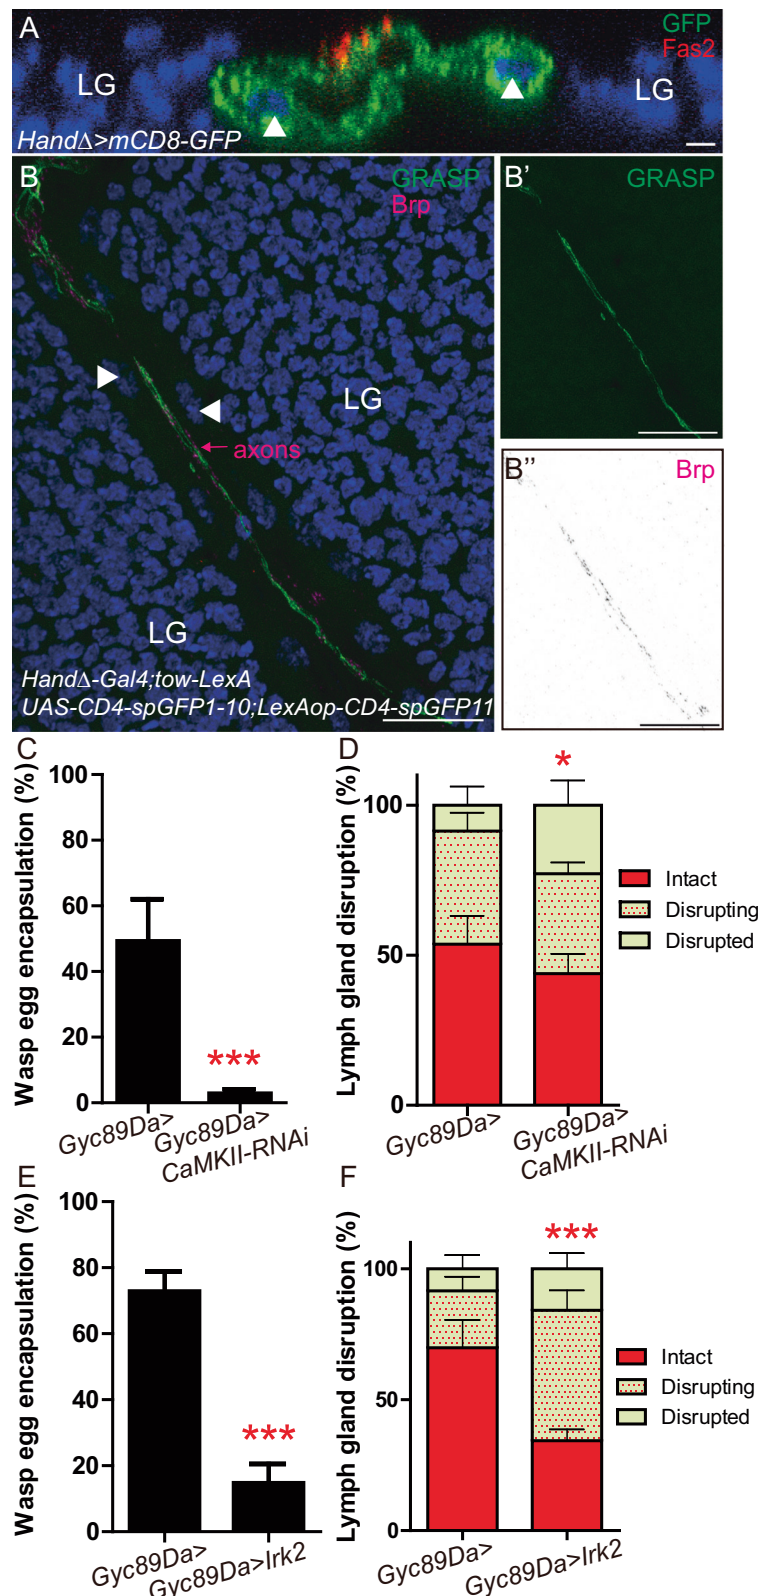 A
GFP
Fas2
LG
LG
HandΔ>mCD8-GFP
B
GRASP
Brp
LG
axons
LG
HandΔ-Gal4;tow-LexA
UAS-CD4-spGFP1-10;LexAop-CD4-spGFP11
B' GRASP
B'' Brp
C
Wasp egg encapsulation (%)
100
80
60
40
20
0
***
Gyc89Da>
Gyc89Da>
CaMKII-RNAi
D
Lymph gland disruption (%)
100
50
0
*
Gyc89Da>
Gyc89Da>
CaMKII-RNAi
Intact
Disrupting
Disrupted
E
Wasp egg encapsulation (%)
100
80
60
40
20
0
***
Gyc89Da>
Gyc89Da>Irk2
F
Lymph gland disruption (%)
100
50
0
***
Gyc89Da>
Gyc89Da>Irk2
Intact
Disrupting
Disrupted